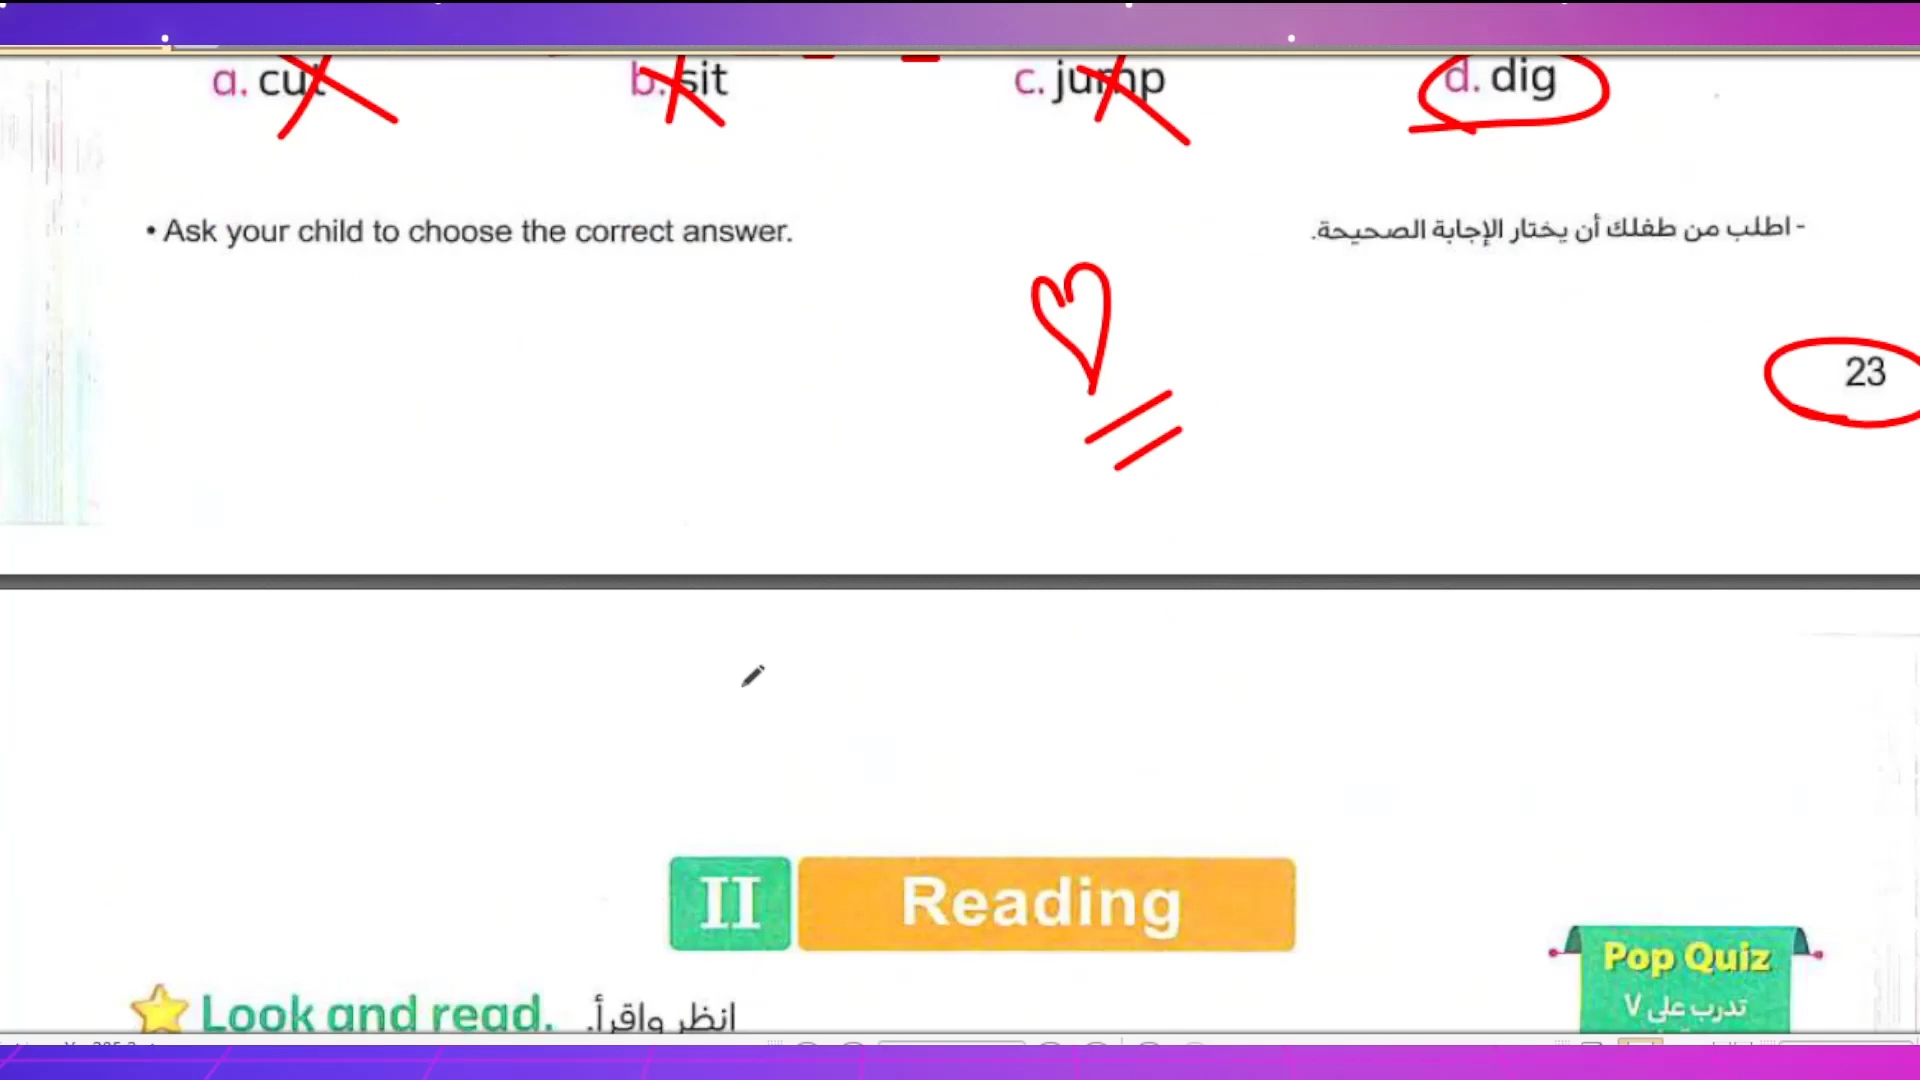 a. cut b. sit c. jump d. dig
• Ask your child to choose the correct answer. - اطلب من طفلك أن يختار الإجابة الصحيحة.
23
II Reading
Pop Quiz
تدرب على V
Look and read. انظر واقرأ.